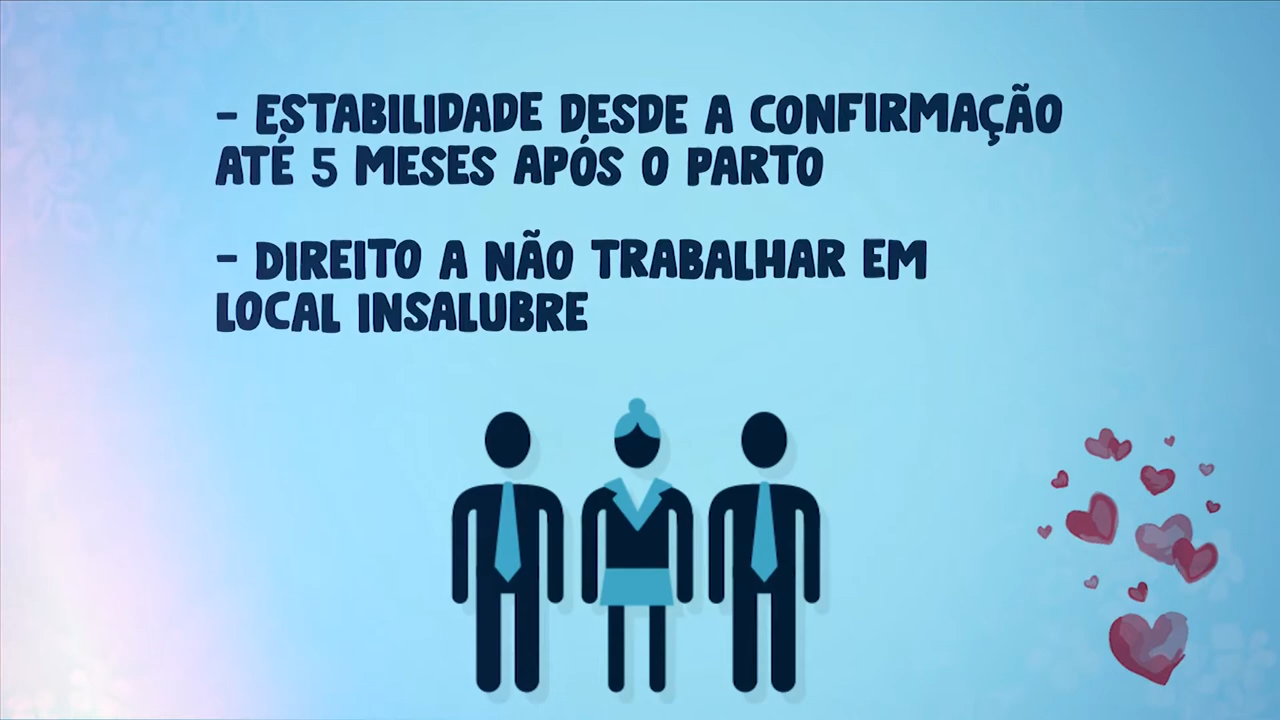 - ESTABILIDADE DESDE A CONFIRMAÇÃO
ATÉ 5 MESES APÓS O PARTO
- DIREITO A NÃO TRABALHAR EM
LOCAL INSALUBRE